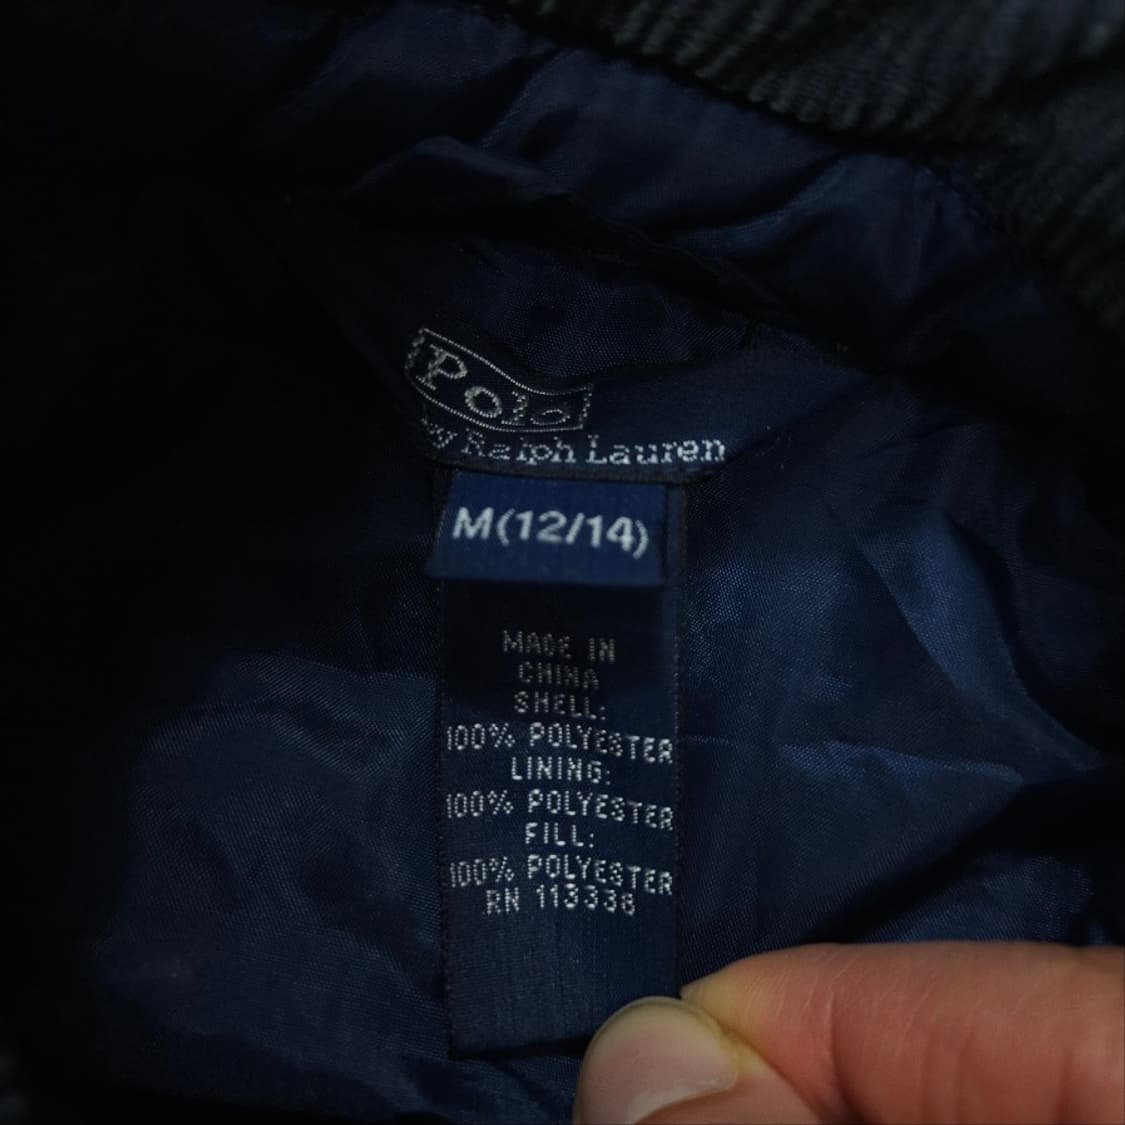 Polo
by Ralph Lauren
M(12/14)
MADE IN
CHINA
SHELL:
100% POLYESTER
LINING:
100% POLYESTER
FILL:
100% POLYESTER
RN 113338